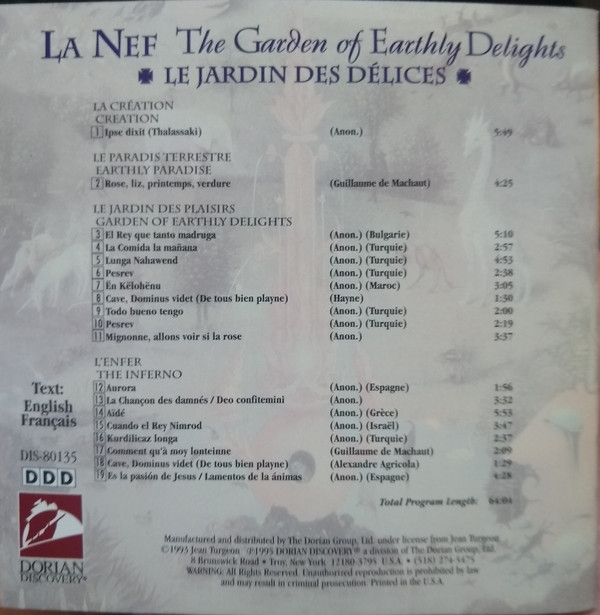 LA NEF The Garden of Earthly Delights
LE JARDIN DES DÉLICES
LA CRÉATION
CREATION
1 Ipse dixit (Thalassaki) (Anon.) 5:49
LE PARADIS TERRESTRE
EARTHLY PARADISE
2 Rose, liz, printemps, verdure (Guillaume de Machaut) 4:25
LE JARDIN DES PLAISIRS
GARDEN OF EARTHLY DELIGHTS
3 El Rey que tanto madruga (Anon.) (Bulgarie) 5:10
4 La Comida la mañana (Anon.) (Turquie) 2:57
5 Lunga Nahawend (Anon.) (Turquie) 4:53
6 Pesrev (Anon.) (Turquie) 2:38
7 En Këlohënu (Anon.) (Maroc) 3:05
8 Cave, Dominus videt (De tous bien playne) (Hayne) 1:30
9 Todo bueno tengo (Anon.) (Turquie) 2:00
10 Pesrev (Anon.) (Turquie) 2:19
11 Mignonne, allons voir si la rose (Anon.) 3:37
L'ENFER
THE INFERNO
12 Aurora (Anon.) (Espagne) 1:56
13 La Chançon des damnés / Deo confitemini (Anon.) 3:32
14 Aïdé (Anon.) (Grèce) 5:53
15 Cuando el Rey Nimrod (Anon.) (Israël) 3:47
16 Kurdilicaz longa (Anon.) (Turquie) 2:37
17 Comment qu'à moy lonteinne (Guillaume de Machaut) 2:09
18 Cave, Dominus videt (De tous bien playne) (Alexandre Agricola) 1:29
19 Es la pasión de Jesus / Lamentos de la ánimas (Anon.) (Espagne) 4:28
Total Program Length: 64:04
Text:
English
Français
DIS-80135
DDD
DORIAN
DISCOVERY®
Manufactured and distributed by The Dorian Group, Ltd. under license from Jean Turgeon
©1995 Jean Turgeon ℗1995 DORIAN DISCOVERY® a division of The Dorian Group, Ltd.
8 Brunswick Road • Troy, New York 12180-3795 U.S.A. • (518) 274-5475
WARNING: All Rights Reserved. Unauthorized reproduction is prohibited by law
and may result in criminal prosecution. Printed in the U.S.A.